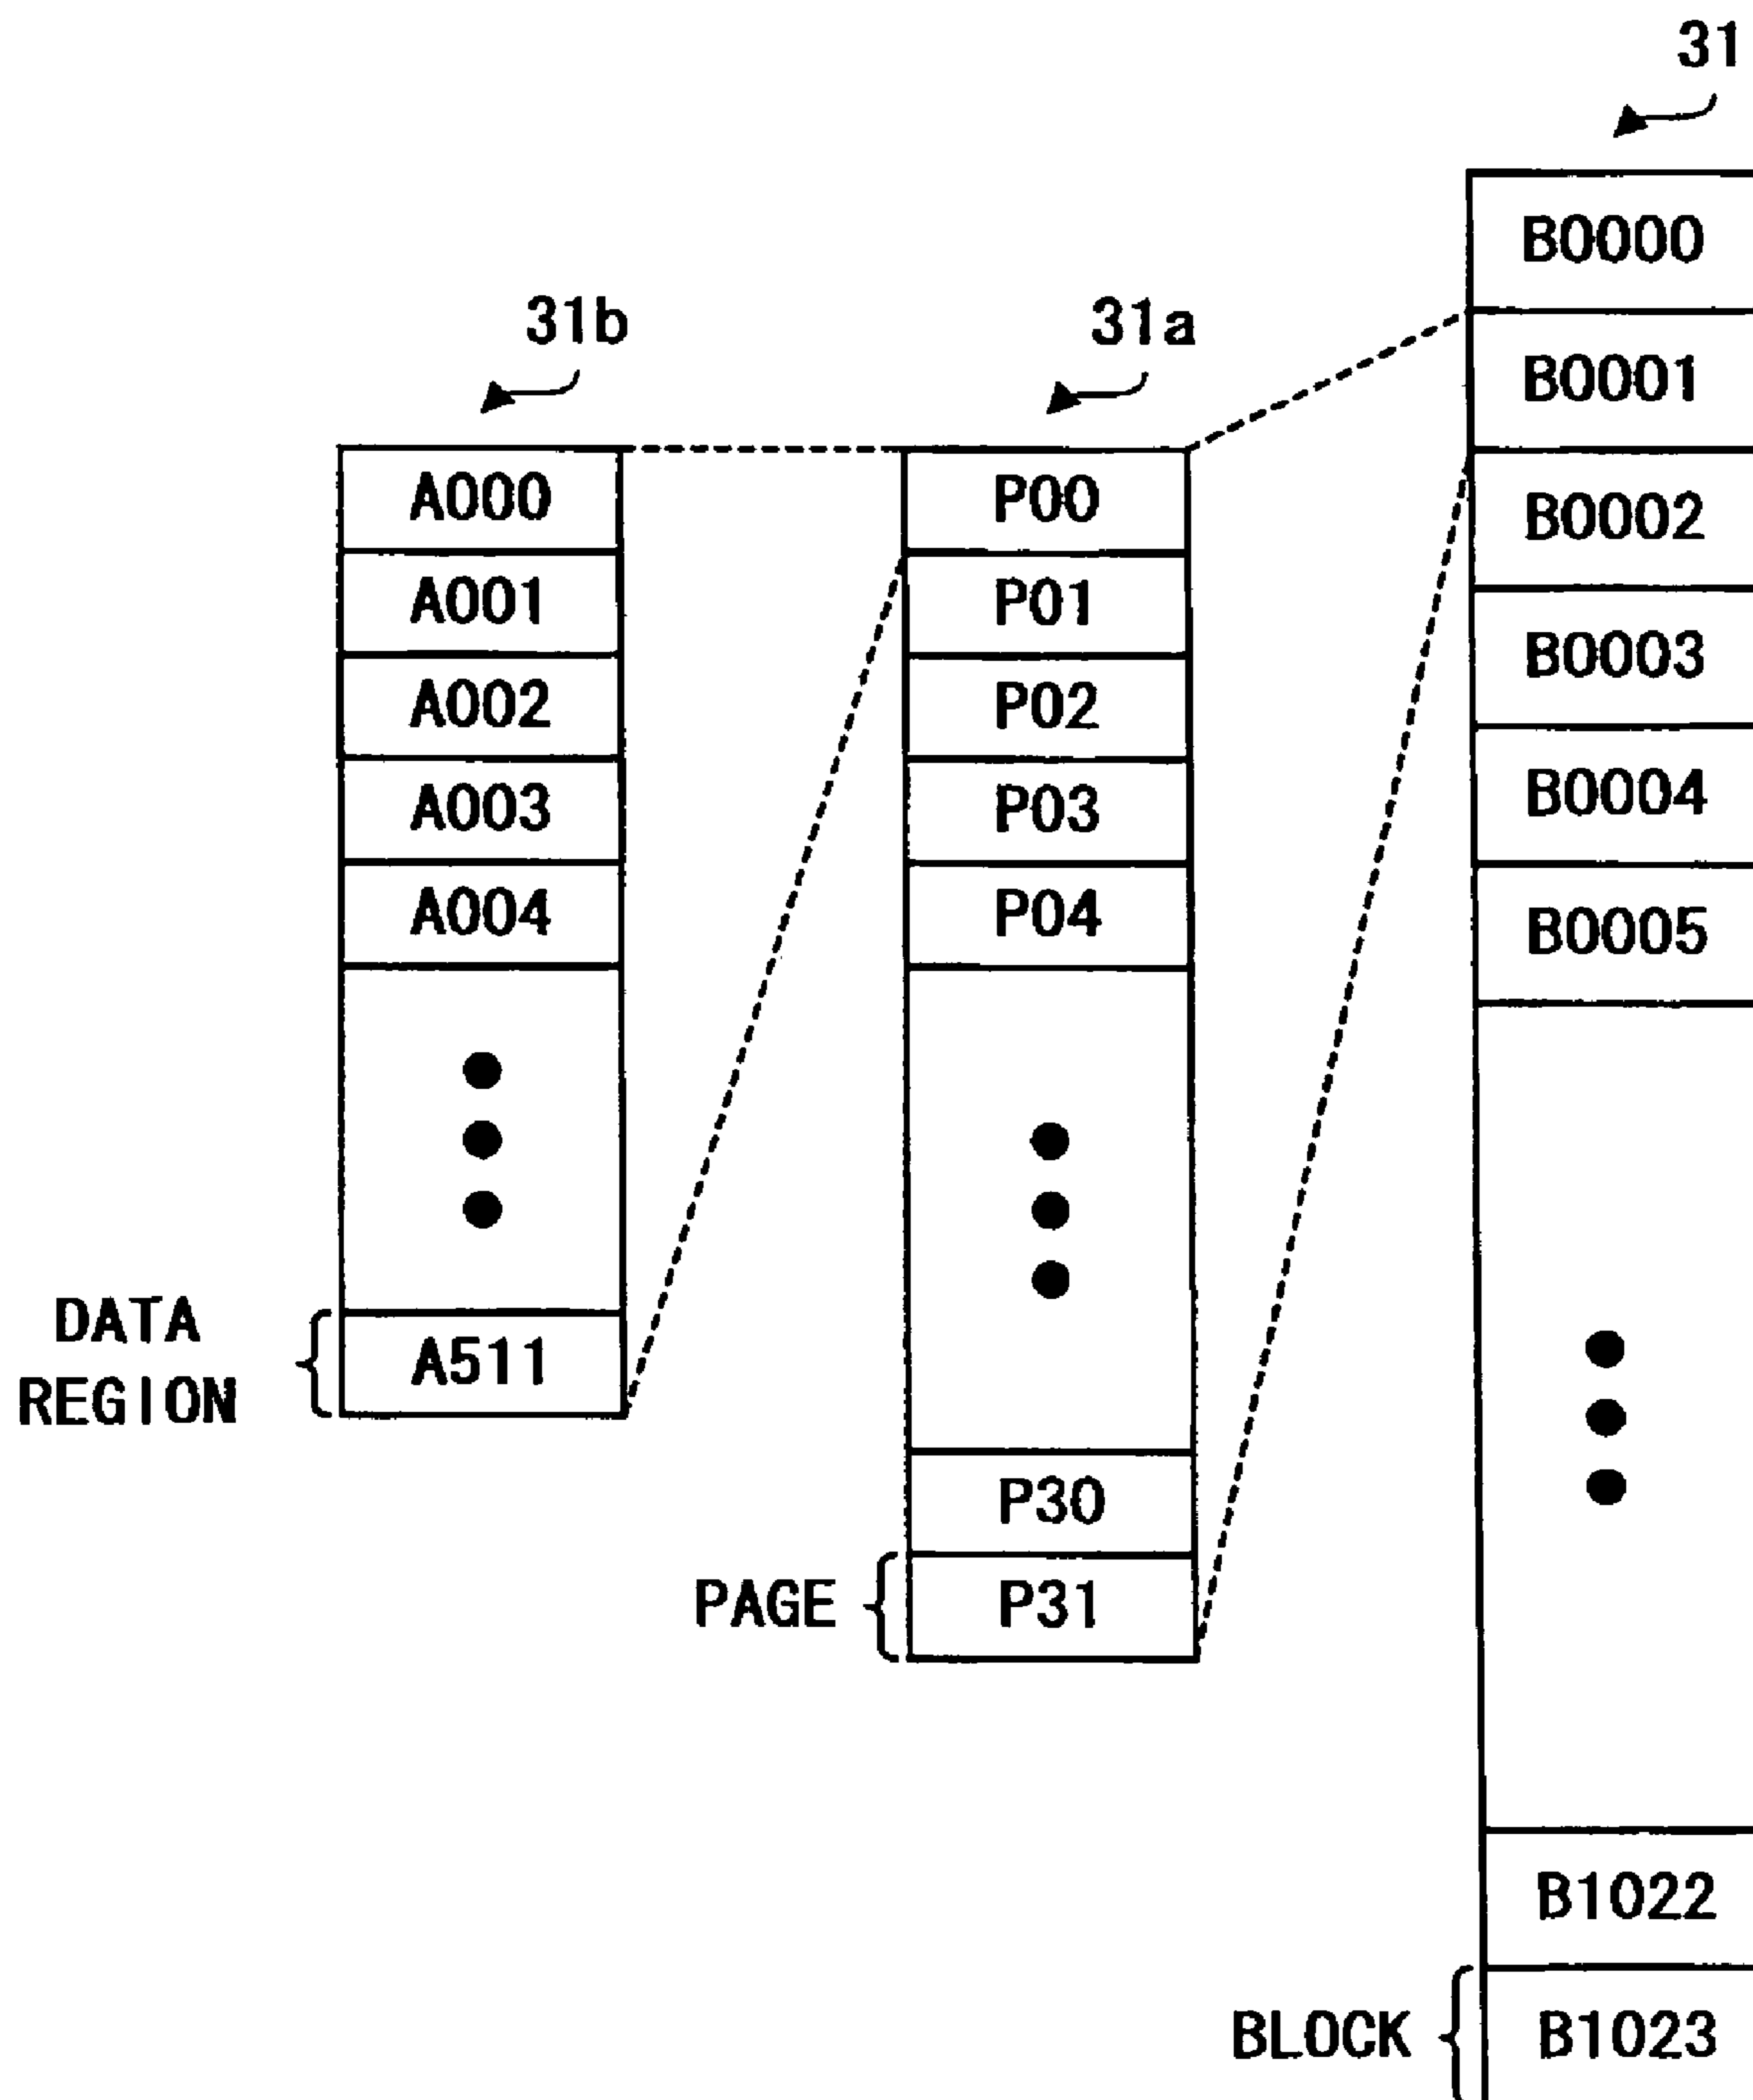 31
B0000
B0001
B0002
B0003
B0004
B0005
B1022
BLOCK
B1023
31a
P00
P01
P02
P03
P04
P30
PAGE
P31
31b
A000
A001
A002
A003
A004
DATA
REGION
A511